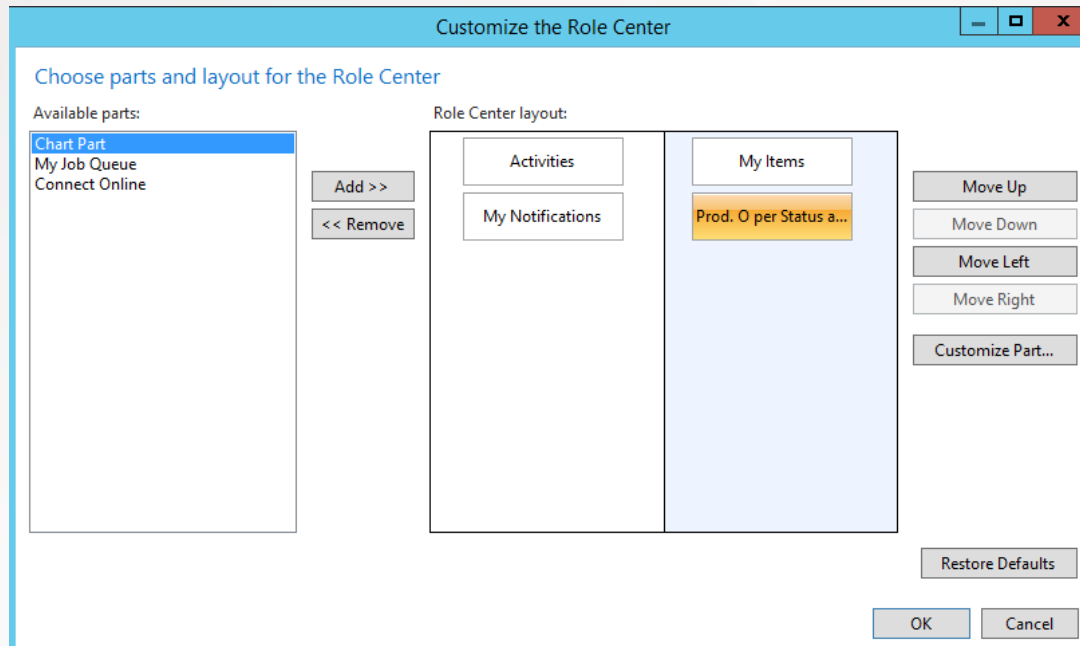 Customize the Role Center
X
Choose parts and layout for the Role Center
Available parts:
Chart Part
My Job Queue
Connect Online
Add >>
<< Remove
Role Center layout:
Activities
My Notifications
My Items
Prod. O per Status a...
Move Up
Move Down
Move Left
Move Right
Customize Part...
Restore Defaults
OK
Cancel